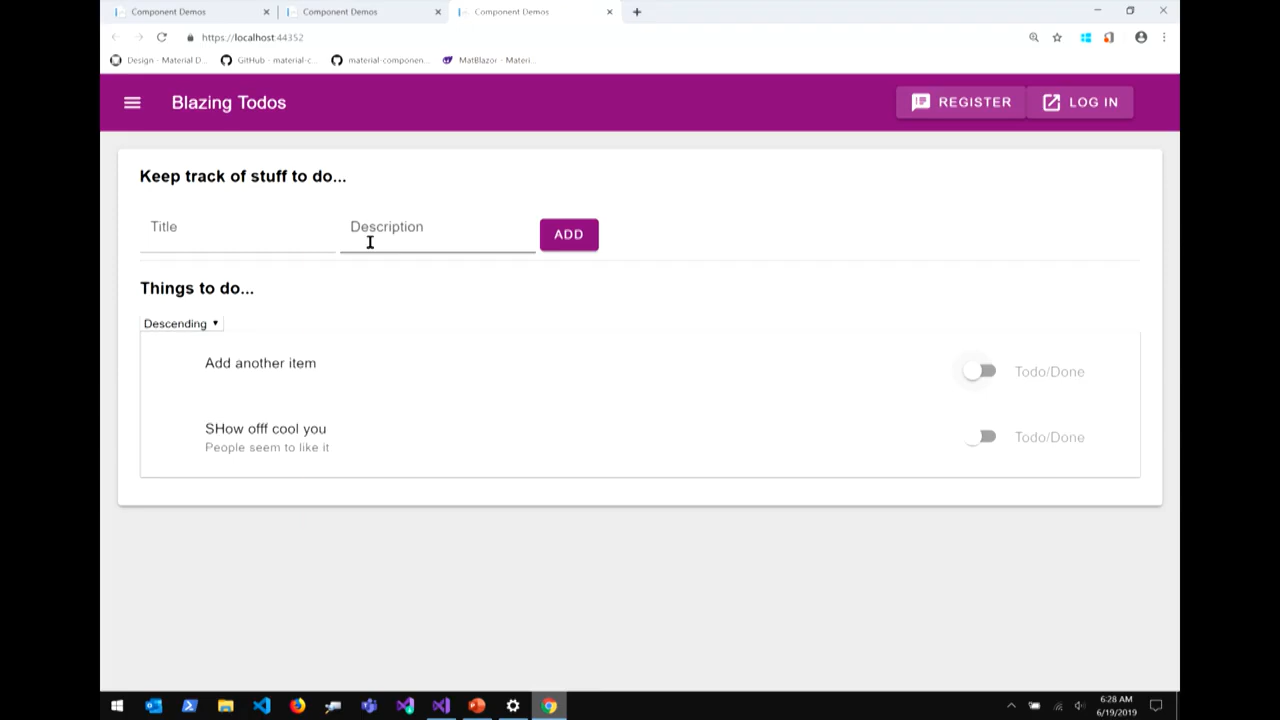 Component Demos
Component Demos
Component Demos
https://localhost:44352
Design - Material D...
GitHub - material-c...
material-componen...
MatBlazor - Materi...
Blazing Todos
REGISTER
LOG IN
Keep track of stuff to do...
Title
Description
ADD
Things to do...
Descending
Add another item
Todo/Done
SHow offf cool you
People seem to like it
Todo/Done
6:28 AM
6/19/2019